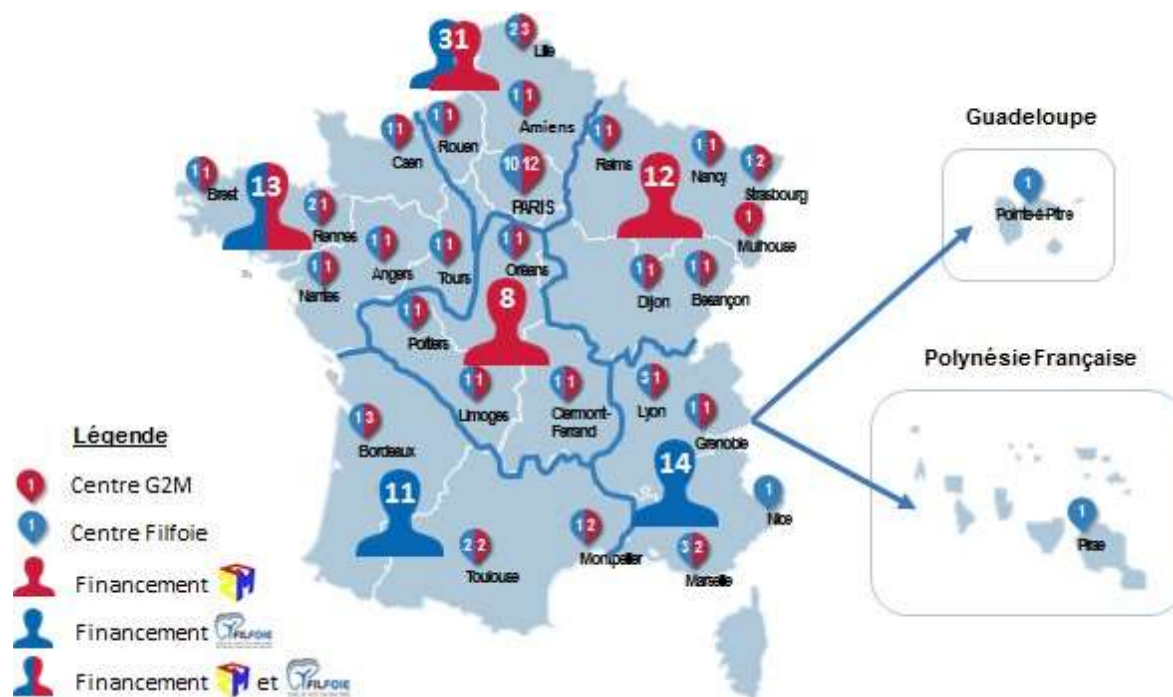 31
2 3
Lille
1 1
Amiens
1 1
Rouen
1 1
Caen
1 1
Reims
1 1
Nancy
1 2
Strasbourg
10 12
PARIS
12
1
Mulhouse
1 1
Brest
13
2 1
Rennes
1 1
Angers
1 1
Tours
1 1
Orléans
1 1
Nantes
1 1
Dijon
1 1
Besançon
8
1 1
Poitiers
1 1
Limoges
1 1
Clermont-
Ferrand
3 1
Lyon
1 1
Grenoble
1 3
Bordeaux
11
14
1
Nice
2 2
Toulouse
1 2
Montpellier
3 2
Marseille
Guadeloupe
1
Pointe-à-Pitre
Polynésie Française
1
Pirae
Légende
1 Centre G2M
1 Centre Filfoie
Financement 2M
Financement FILFOIE
Financement 2M et FILFOIE